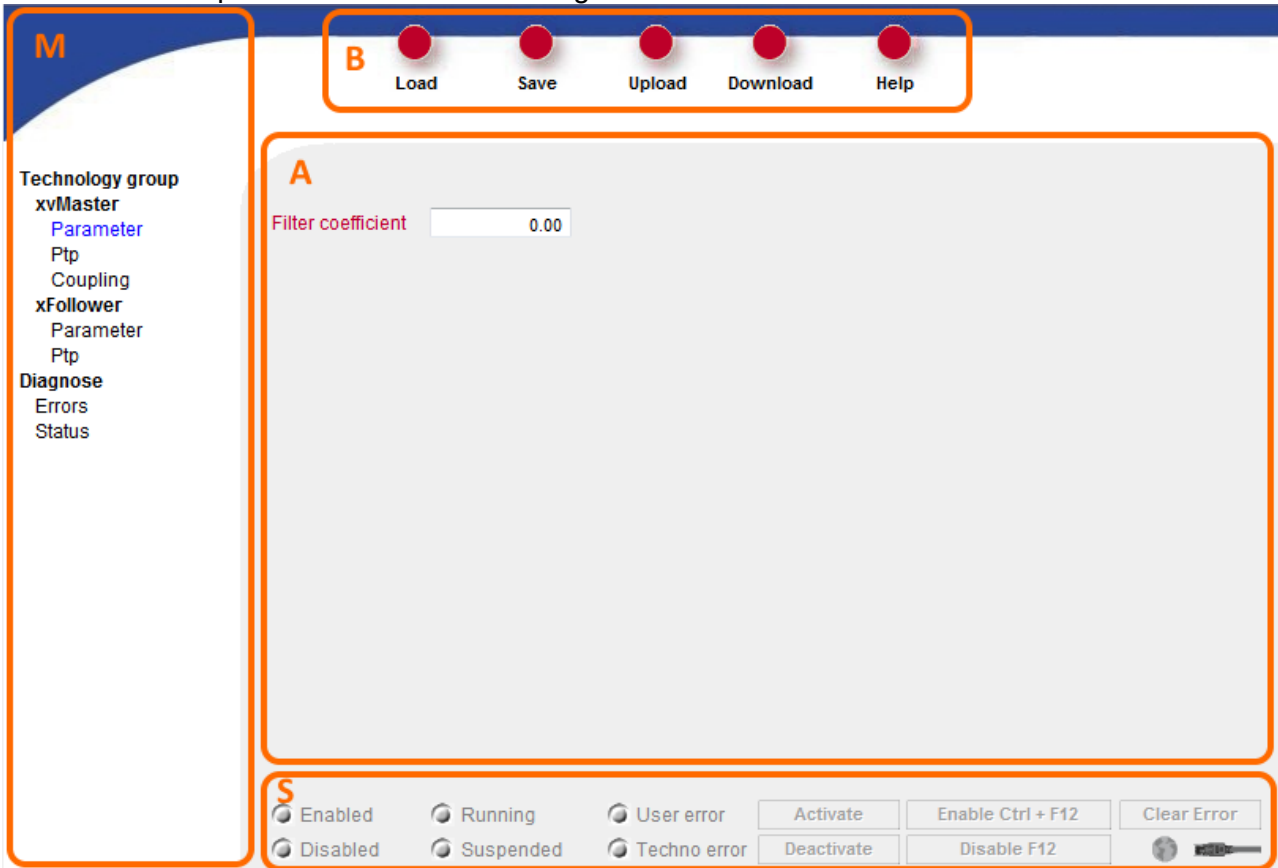 M
B
Load Save Upload Download Help
Technology group
xvMaster
Parameter
Ptp
Coupling
xFollower
Parameter
Ptp
Diagnose
Errors
Status
A
Filter coefficient 0.00
S
Enabled Running User error Activate Enable Ctrl + F12 Clear Error
Disabled Suspended Techno error Deactivate Disable F12